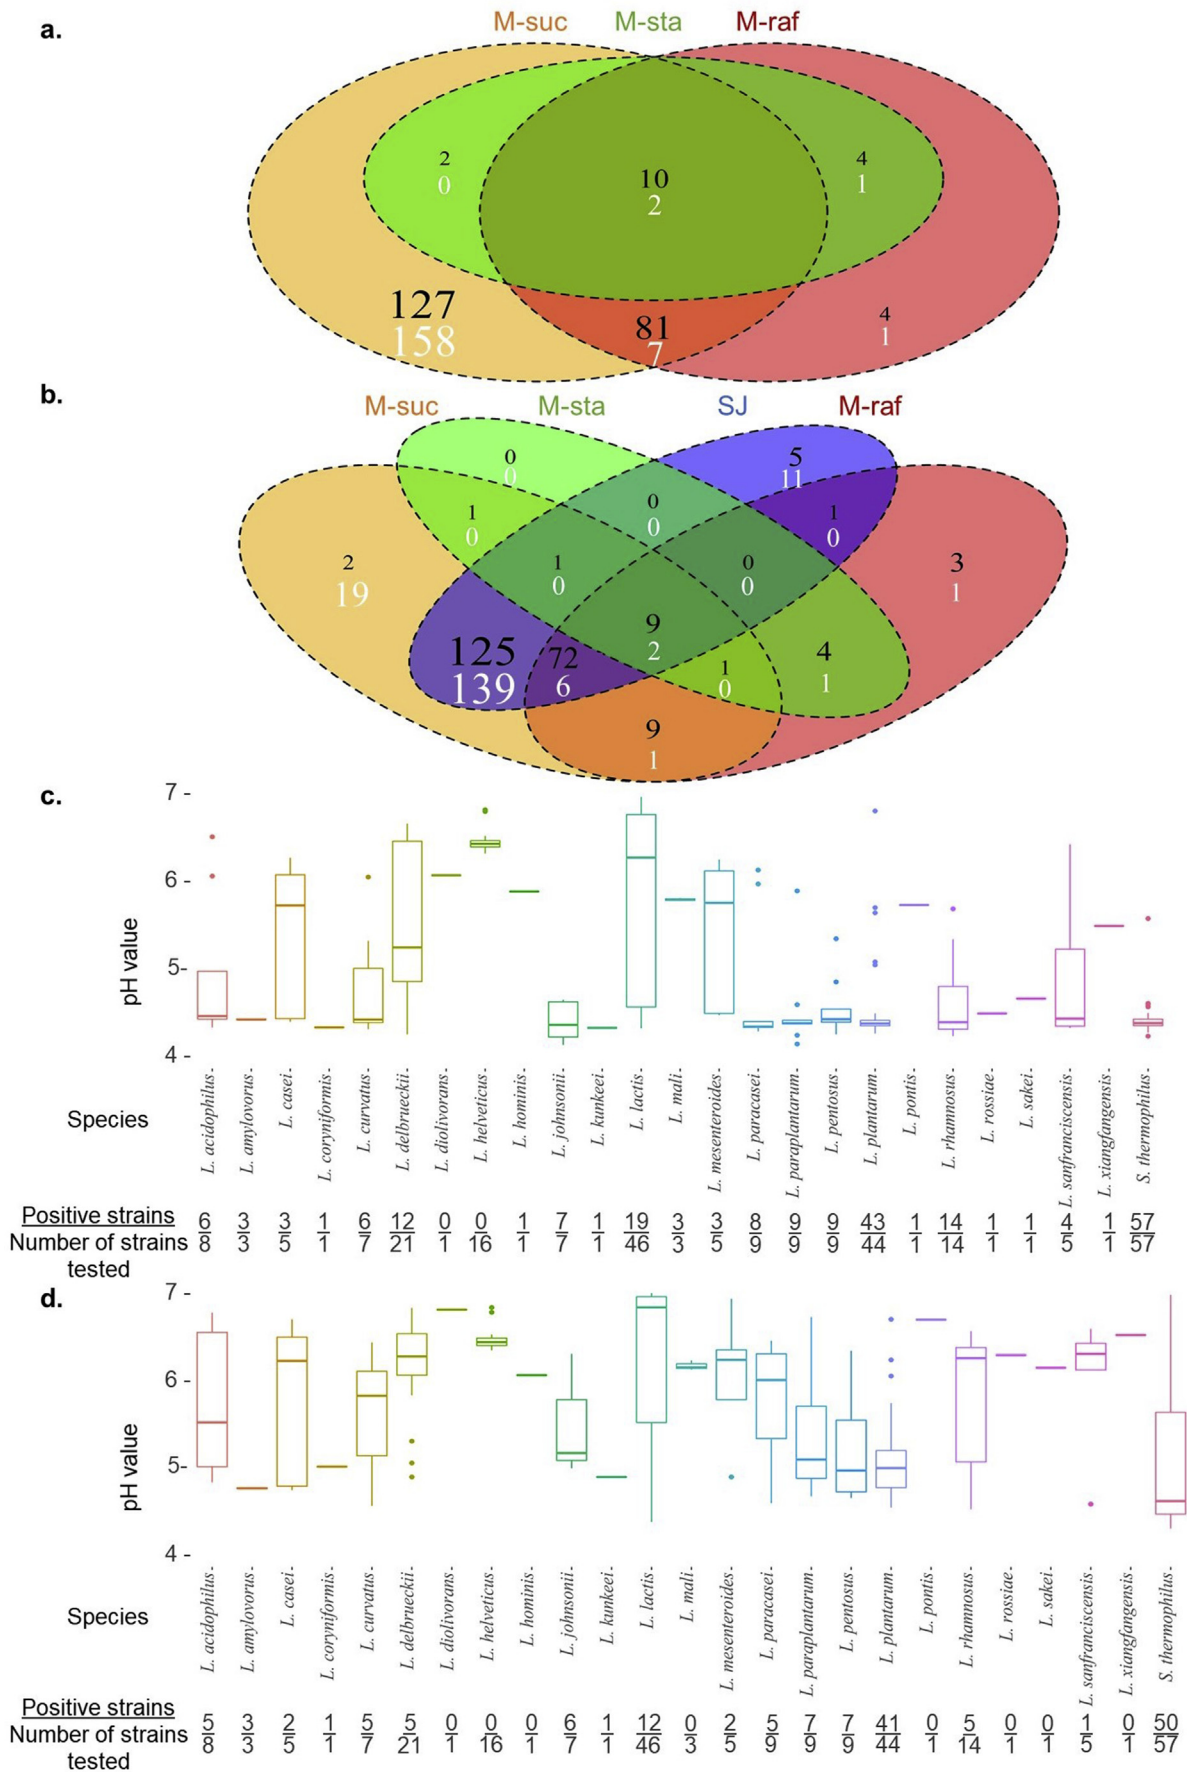 a.
M-suc M-sta M-raf
2
0
10
2
4
1
127
158
81
7
4
1
b.
M-suc M-sta SJ M-raf
0
0
5
11
1
0
0
0
1
0
2
19
1
0
0
0
3
1
125
139
72
6
9
2
1
0
4
1
9
1
c.
7 -
6 -
5-
4 -
pH value
Species
L. acidophilus-
L. amylovorus-
L. casei-
L. coryniformis-
L. curvatus-
L. delbrueckii-
L. diolivorans-
L. helveticus-
L. hominis-
L. johnsonii-
L. kunkeei-
L. lactis-
L. mali-
L. mesenteroides-
L. paracasei-
L. paraplantarum-
L. pentosus-
L. plantarum-
L. pontis-
L. rhamnosus-
L. rossiae-
L. sakei-
L. sanfranciscensis-
L. xiangfangensis-
S. thermophilus-
Positive strains 6 3 3 1 6 12 0 0 1 7 1 19 3 3 8 9 9 43 1 14 1 1 4 1 57
Number of strains 8 3 5 1 7 21 1 16 1 7 1 46 3 5 9 9 9 44 1 14 1 1 5 1 57
tested
d.
7 -
6 -
5-
4 -
pH value
Species
L. acidophilus-
L. amylovorus-
L. casei-
L. coryniformis-
L. curvatus-
L. delbrueckii-
L. diolivorans-
L. helveticus-
L. hominis-
L. johnsonii-
L. kunkeei-
L. lactis-
L. mali-
L. mesenteroides-
L. paracasei-
L. paraplantarum-
L. pentosus-
L. plantarum-
L. pontis-
L. rhamnosus-
L. rossiae-
L. sakei-
L. sanfranciscensis-
L. xiangfangensis-
S. thermophilus-
Positive strains 5 3 2 1 5 5 0 0 0 6 1 12 0 2 5 7 7 41 0 5 0 0 1 0 50
Number of strains 8 3 5 1 7 21 1 16 1 7 1 46 3 5 9 9 9 44 1 14 1 1 5 1 57
tested